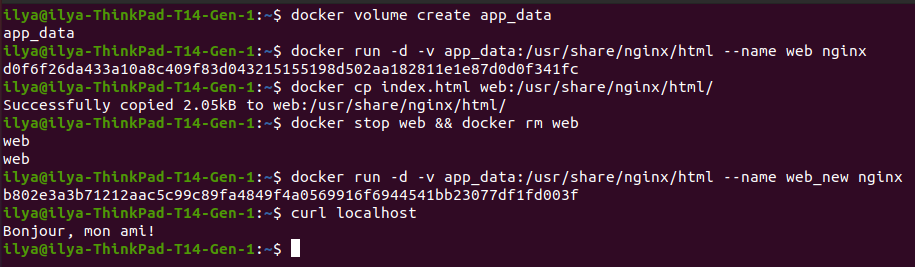 ilya@ilya-ThinkPad-T14-Gen-1:~$ docker volume create app_data
app_data
ilya@ilya-ThinkPad-T14-Gen-1:~$ docker run -d -v app_data:/usr/share/nginx/html --name web nginx
d0f6f26da433a10a8c409f83d043215155198d502aa182811e1e87d0d0f341fc
ilya@ilya-ThinkPad-T14-Gen-1:~$ docker cp index.html web:/usr/share/nginx/html/
Successfully copied 2.05kB to web:/usr/share/nginx/html/
ilya@ilya-ThinkPad-T14-Gen-1:~$ docker stop web && docker rm web
web
web
ilya@ilya-ThinkPad-T14-Gen-1:~$ docker run -d -v app_data:/usr/share/nginx/html --name web_new nginx
b802e3a3b71212aac5c99c89fa4849f4a0569916f6944541bb23077df1fd003f
ilya@ilya-ThinkPad-T14-Gen-1:~$ curl localhost
Bonjour, mon ami!
ilya@ilya-ThinkPad-T14-Gen-1:~$